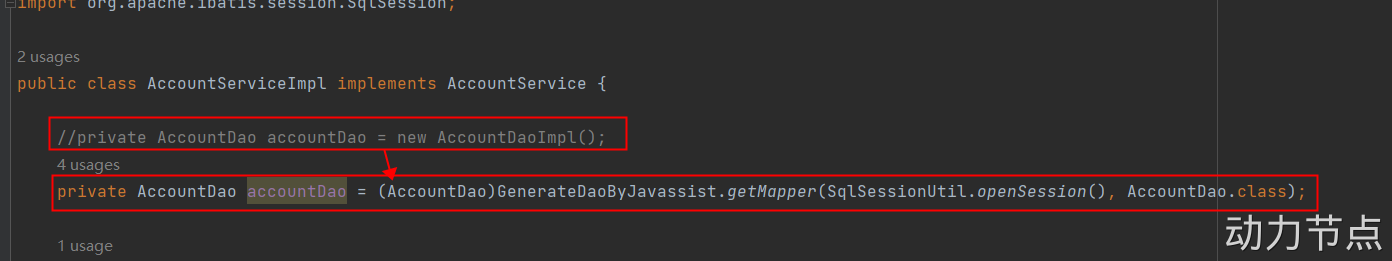 import org.apache.ibatis.session.SqlSession;
2 usages
public class AccountServiceImpl implements AccountService {
//private AccountDao accountDao = new AccountDaoImpl();
4 usages
private AccountDao accountDao = (AccountDao)GenerateDaoByJavassist.getMapper(SqlSessionUtil.openSession(), AccountDao.class);
1 usage
动力节点